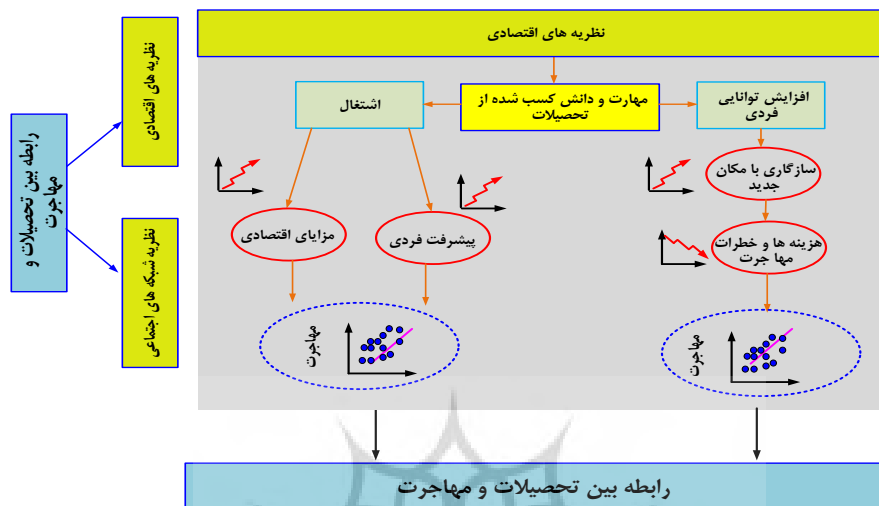 نظریه های اقتصادی
مهارت و دانش کسب شده از
تحصیلات
افزایش توانایی
فردی
اشتغال
سازگاری با مکان
جدید
هزینه ها و خطرات
مها جرت
پیشرفت فردی
مزایای اقتصادی
مهاجرت
مهاجرت
رابطه بین تحصیلات و مهاجرت
رابطه بین تحصیلات و
مهاجرت
نظریه های اقتصادی
نظریه شبکه های اجتماعی